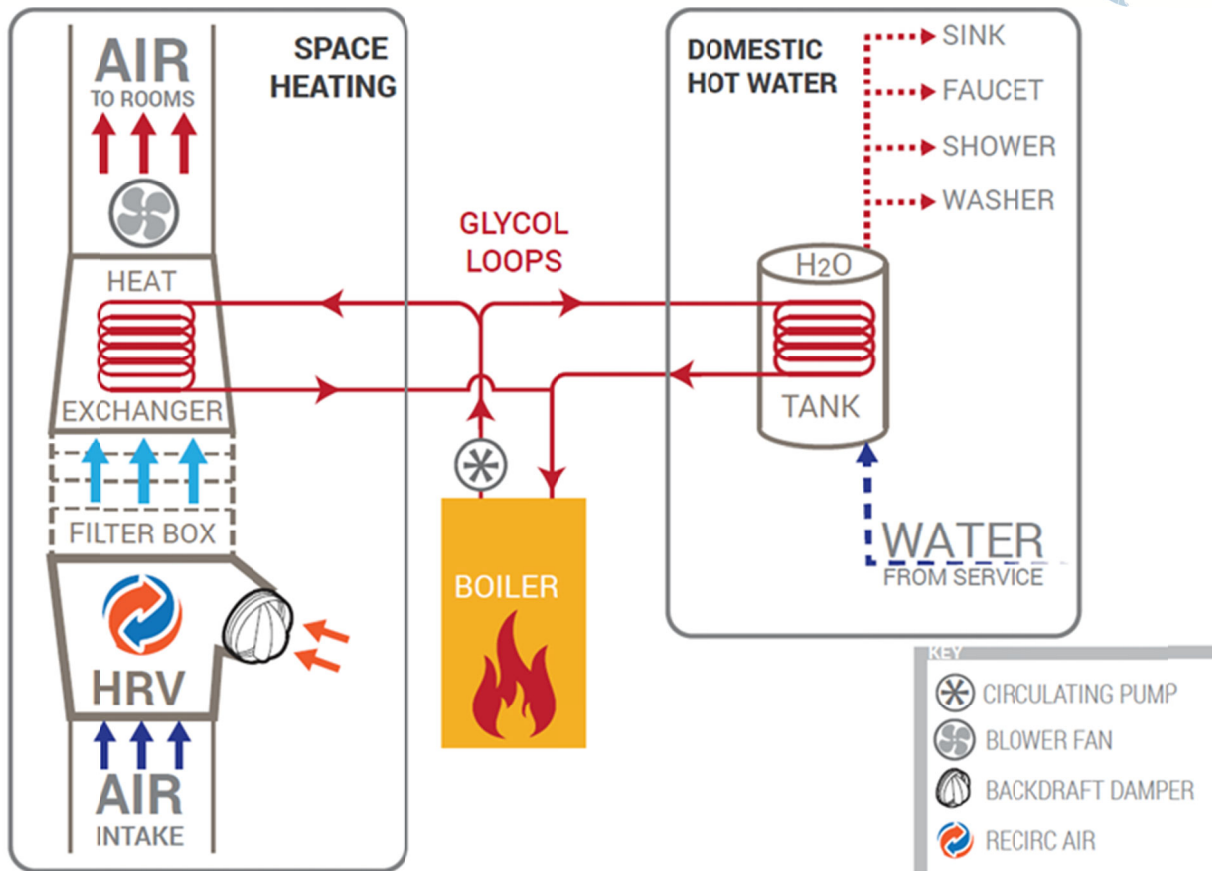 AIR
TO ROOMS
SPACE
HEATING
HEAT
EXCHANGER
FILTER BOX
HRV
AIR
INTAKE
GLYCOL
LOOPS
BOILER
DOMESTIC
HOT WATER
SINK
FAUCET
SHOWER
WASHER
H2O
TANK
WATER
FROM SERVICE
KEY
CIRCULATING PUMP
BLOWER FAN
BACKDRAFT DAMPER
RECIRC AIR